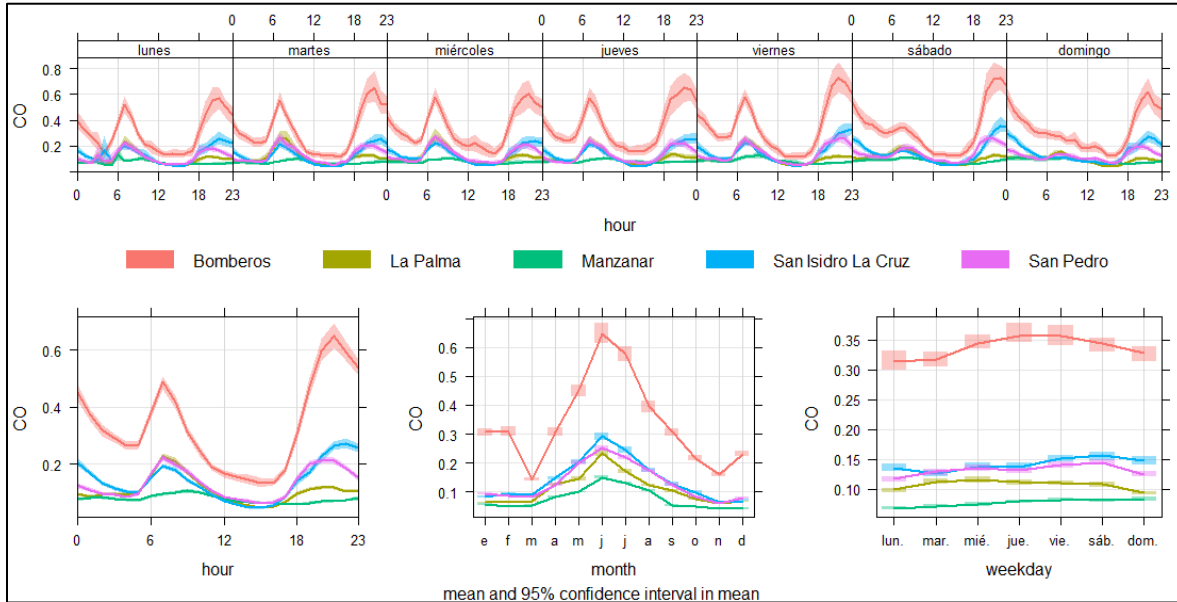 0 6 12 18 23 0 6 12 18 23 0 6 12 18 23
lunes martes miércoles jueves viernes sábado domingo
CO
0.8
0.6
0.4
0.2
0 6 12 18 23 0 6 12 18 23 0 6 12 18 23 0 6 12 18 23
hour
Bomberos La Palma Manzanar San Isidro La Cruz San Pedro
CO
0.6
0.4
0.2
0 6 12 18 23
hour
CO
0.6
0.5
0.4
0.3
0.2
0.1
e f m a m j j a s o n d
month
CO
0.35
0.30
0.25
0.20
0.15
0.10
lun. mar. mié. jue. vie. sáb. dom.
weekday
mean and 95% confidence interval in mean